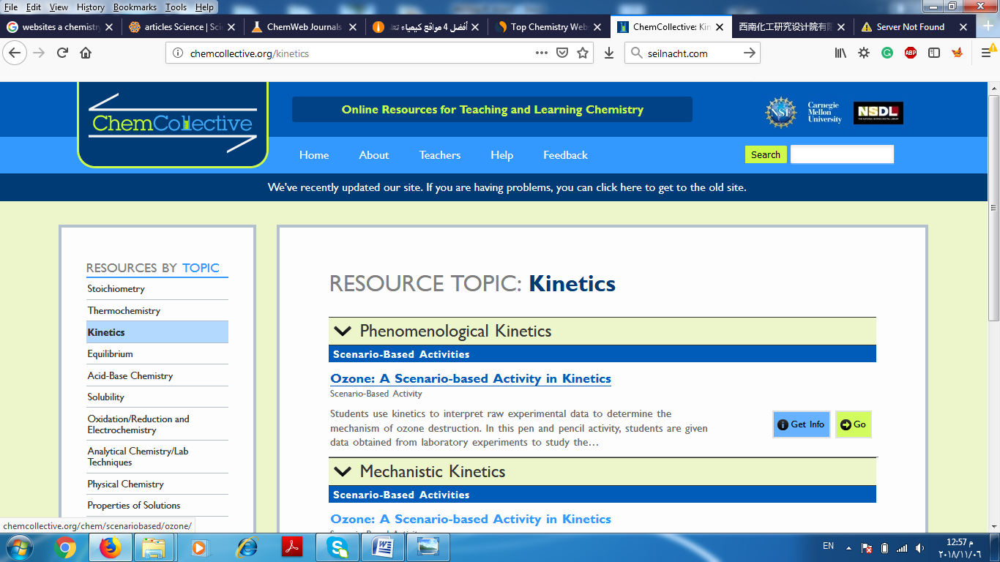 File Edit View History Bookmarks Tools Help
websites a chemistry
articles Science | Sci
ChemWeb Journals
أفضل 4 مواقع كيمياء تعل
Top Chemistry Web
ChemCollective: Kin
西南化工研究设计院有限
Server Not Found
chemcollective.org/kinetics
seilnacht.com
ABP
ChemCollective
Online Resources for Teaching and Learning Chemistry
NSF
Carnegie
Mellon
University
NSDL
Home About Teachers Help Feedback
Search
We've recently updated our site. If you are having problems, you can click here to get to the old site.
RESOURCES BY TOPIC
Stoichiometry
Thermochemistry
Kinetics
Equilibrium
Acid-Base Chemistry
Solubility
Oxidation/Reduction and
Electrochemistry
Analytical Chemistry/Lab
Techniques
Physical Chemistry
Properties of Solutions
RESOURCE TOPIC: Kinetics
Phenomenological Kinetics
Scenario-Based Activities
Ozone: A Scenario-based Activity in Kinetics
Scenario-Based Activity
Students use kinetics to interpret raw experimental data to determine the
mechanism of ozone destruction. In this pen and pencil activity, students are given
data obtained from laboratory experiments to study the...
Get Info
Go
Mechanistic Kinetics
Scenario-Based Activities
Ozone: A Scenario-based Activity in Kinetics
chemcollective.org/chem/scenariobased/ozone/
EN
12:57 م
٢٠١٨/١١/٠٦